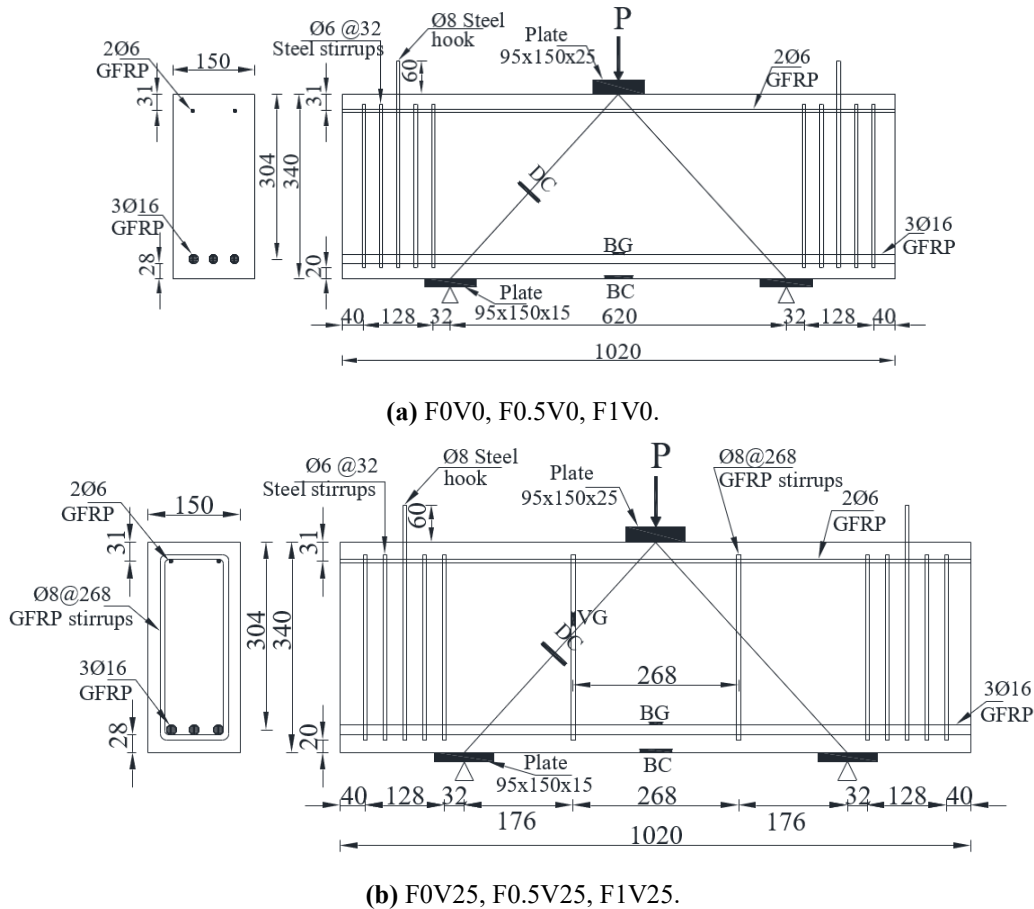 P
Ø8 Steel
hook
Ø6 @32
Steel stirrups
Plate
95x150x25
2Ø6
GFRP
150
60
2Ø6
GFRP
31
31
304
340
DC
3Ø16
GFRP
BG
3Ø16
GFRP
28
20
Plate
95x150x15
BC
40
128
32
620
32
128
40
1020
(a) F0V0, F0.5V0, F1V0.
P
Ø8 Steel
hook
Ø6 @32
Steel stirrups
Plate
95x150x25
Ø8@268
GFRP stirrups
2Ø6
GFRP
150
60
2Ø6
GFRP
31
31
Ø8@268
GFRP stirrups
304
340
VG
DC
268
3Ø16
GFRP
BG
3Ø16
GFRP
28
20
Plate
95x150x15
BC
40
128
32
268
32
128
40
176
176
1020
(b) F0V25, F0.5V25, F1V25.